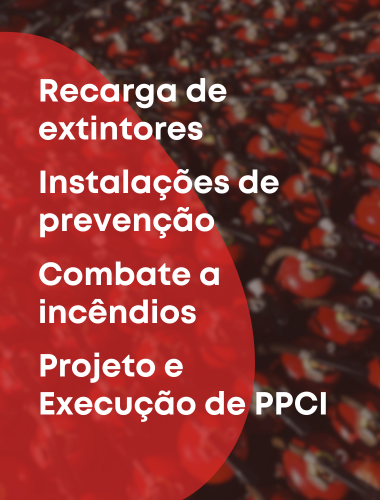 Recarga de
extintores
Instalações de
prevenção
Combate a
incêndios
Projeto e
Execução de PPCI